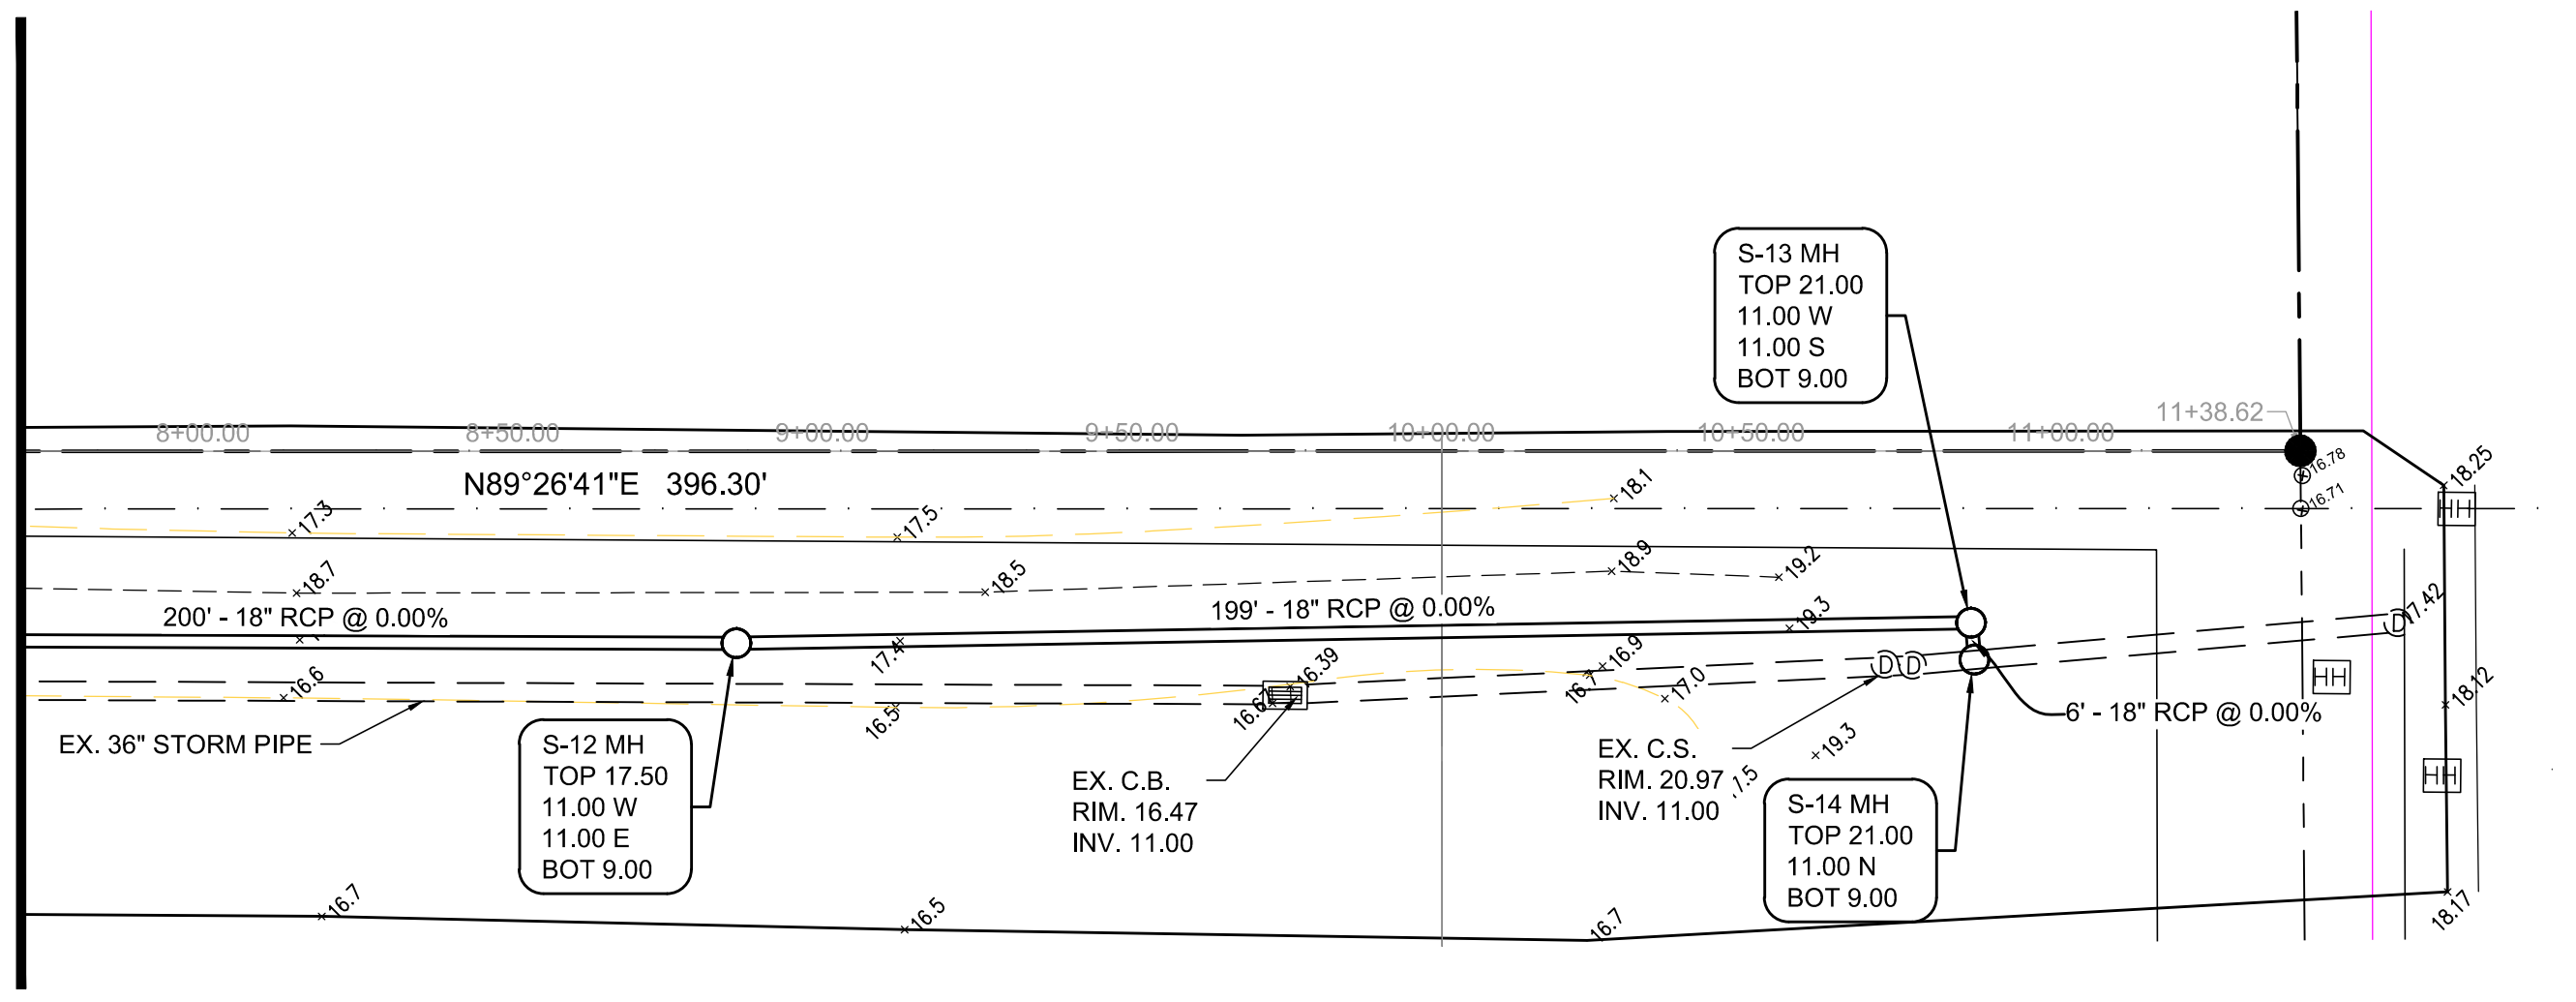 S-13 MH
TOP 21.00
11.00 W
11.00 S
BOT 9.00
8+00.00
8+50.00
9+00.00
9+50.00
10+00.00
10+50.00
11+00.00
11+38.62
N89°26'41"E 396.30'
16.78
16.71
18.25
18.1
17.3
17.5
18.7
18.5
18.9
19.2
200' - 18" RCP @ 0.00%
199' - 18" RCP @ 0.00%
19.3
17.42
D
17.4
16.9
D
D
16.6
16.39
16.7
17.0
HH
HH
HH
18.12
16.5
6' - 18" RCP @ 0.00%
EX. 36" STORM PIPE
19.3
S-12 MH
TOP 17.50
11.00 W
11.00 E
BOT 9.00
EX. C.B.
RIM. 16.47
INV. 11.00
EX. C.S.
RIM. 20.97
INV. 11.00
S-14 MH
TOP 21.00
11.00 N
BOT 9.00
16.7
16.5
16.7
18.17